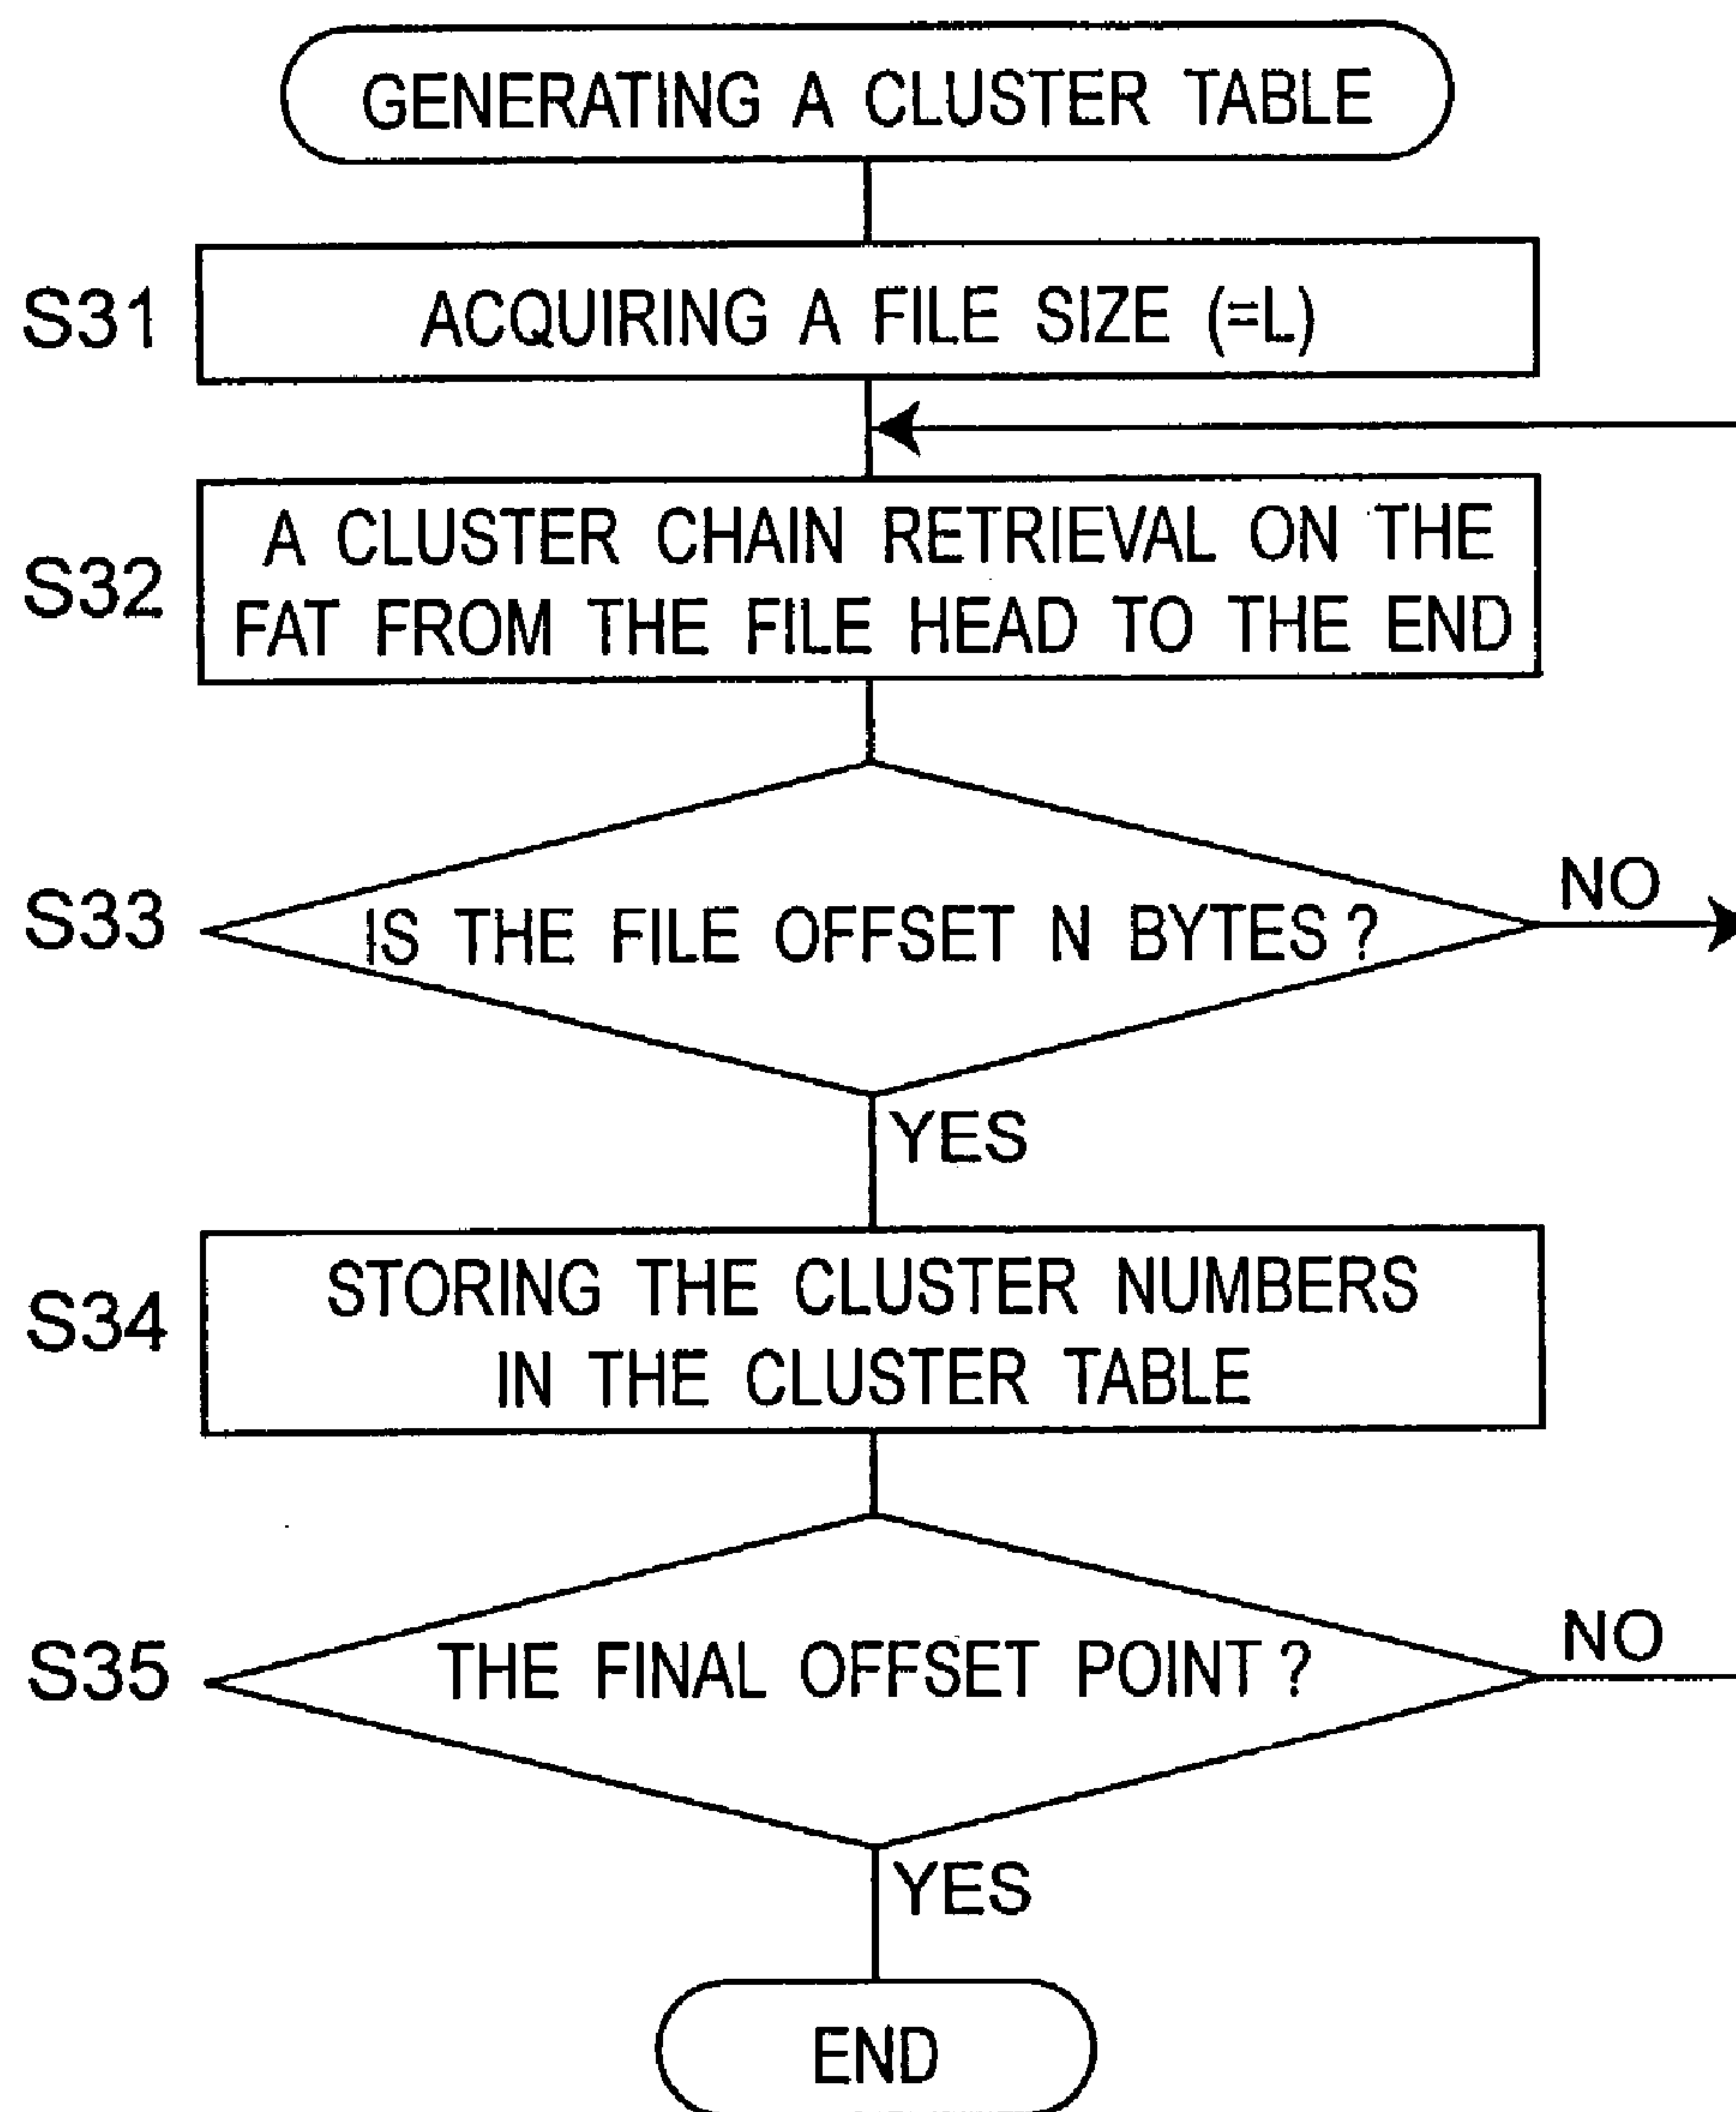 GENERATING A CLUSTER TABLE
S31
ACQUIRING A FILE SIZE (=L)
S32
A CLUSTER CHAIN RETRIEVAL ON THE
FAT FROM THE FILE HEAD TO THE END
S33
IS THE FILE OFFSET N BYTES ?
NO
YES
S34
STORING THE CLUSTER NUMBERS
IN THE CLUSTER TABLE
S35
THE FINAL OFFSET POINT ?
NO
YES
END